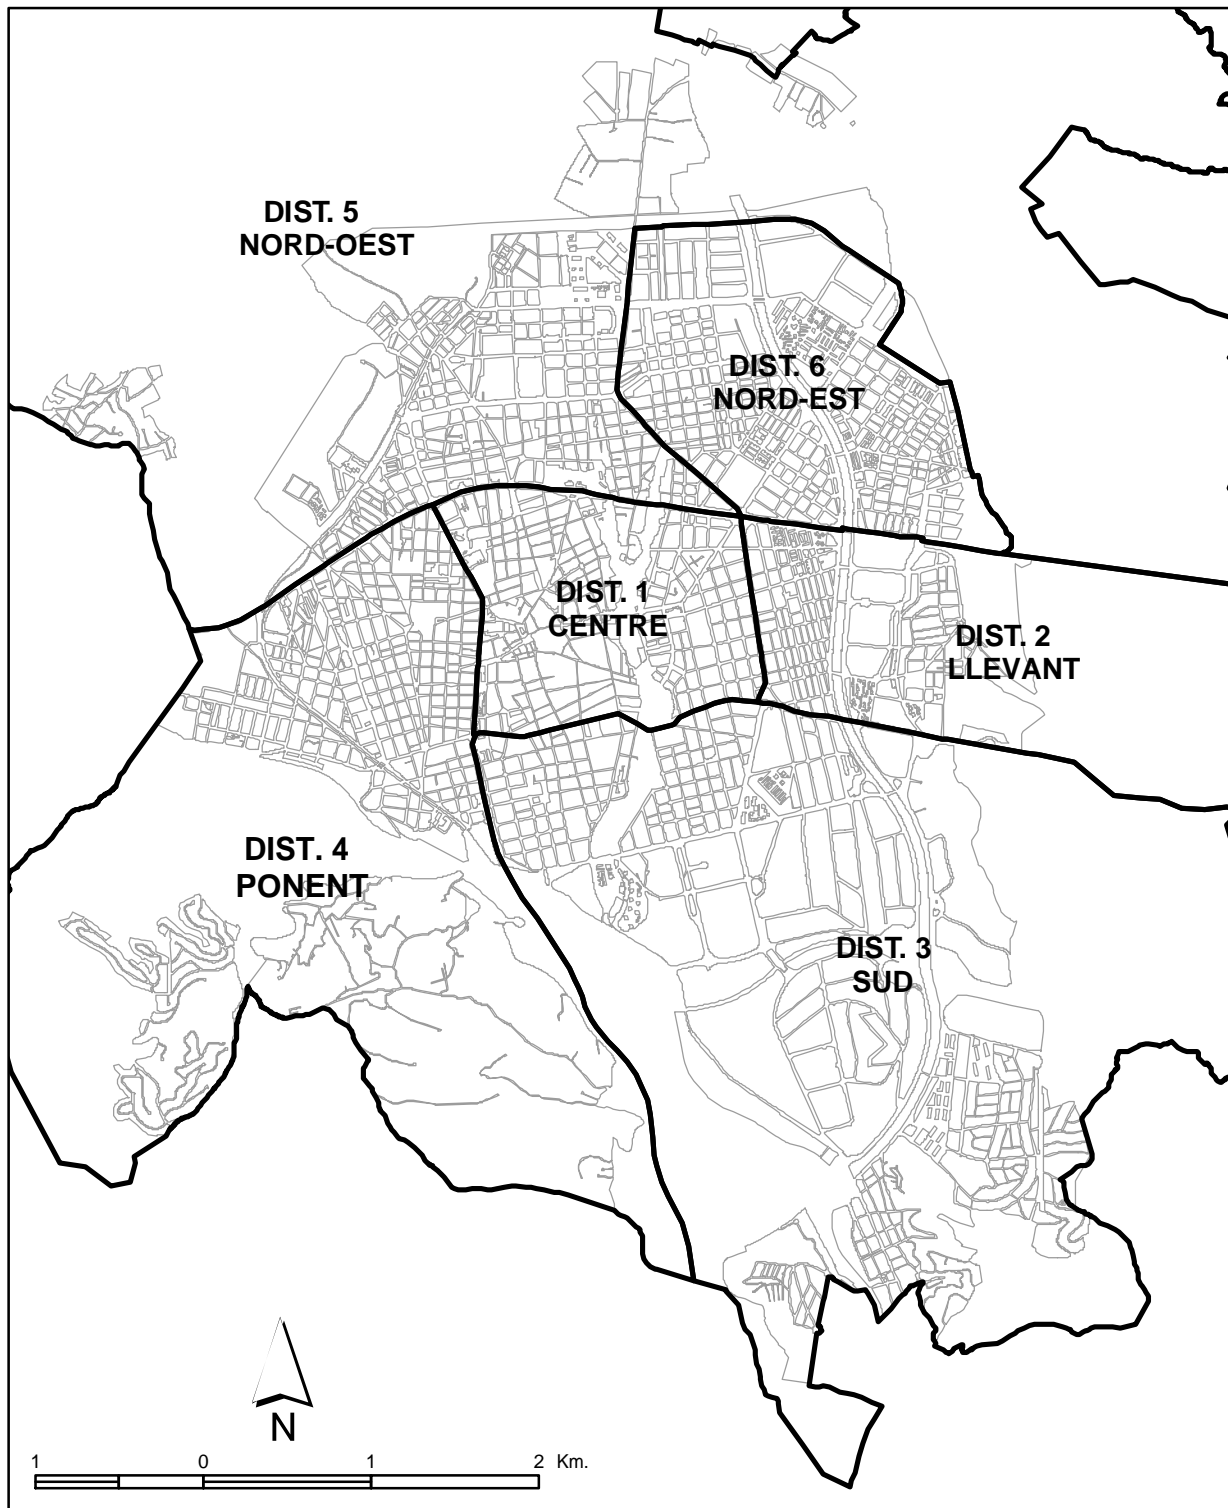 DIST. 5
NORD-OEST
DIST. 6
NORD-EST
DIST. 1
CENTRE
DIST. 2
LLEVANT
DIST. 4
PONENT
DIST. 3
SUD
N
1 0 1 2 Km.